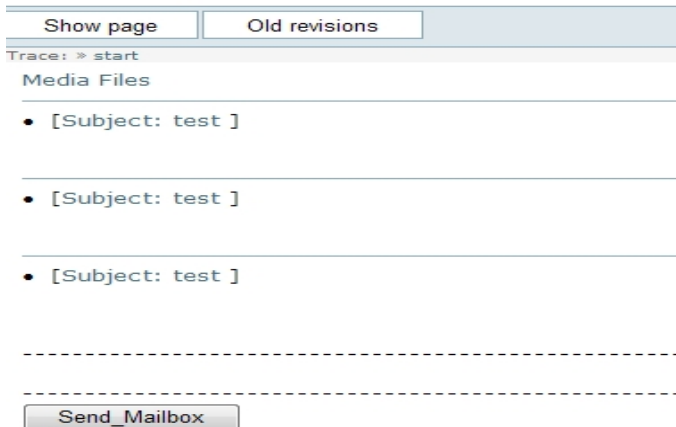 Show page Old revisions
Trace: » start
Media Files
• [Subject: test ]
• [Subject: test ]
• [Subject: test ]
Send_Mailbox